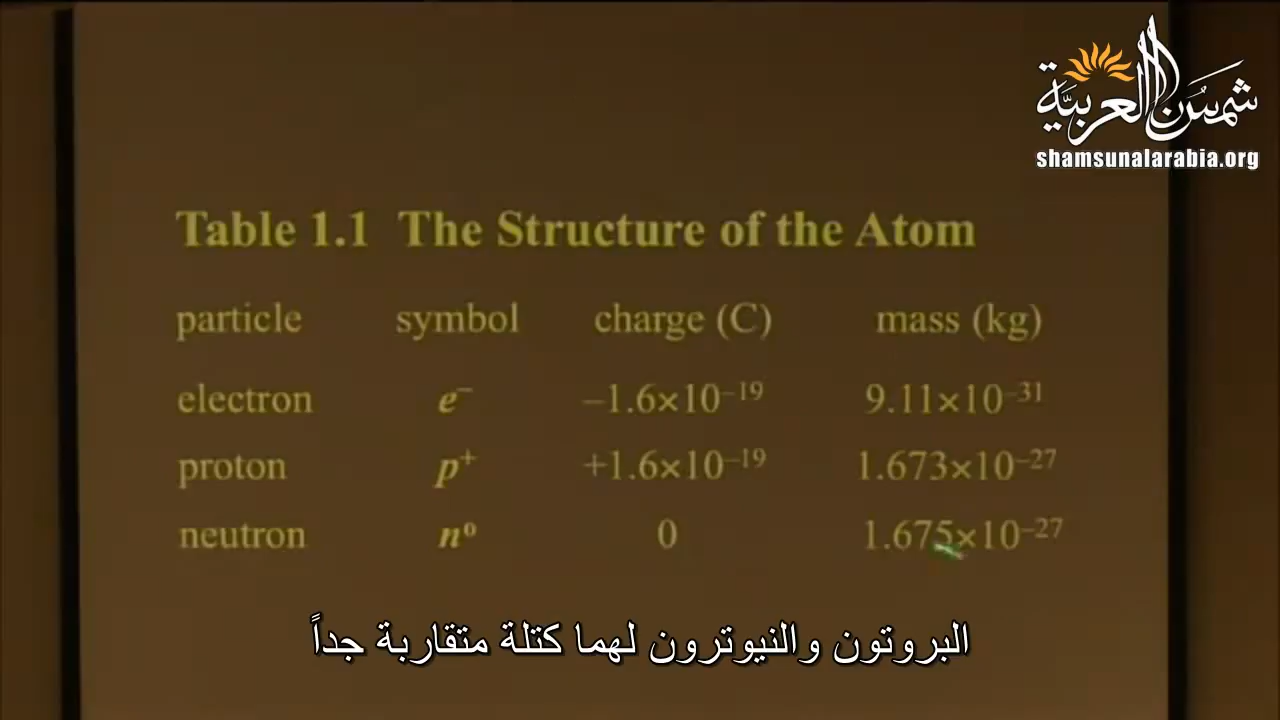 شمس العربية
shamsunalarabia.org
Table 1.1 The Structure of the Atom
particle symbol charge (C) mass (kg)
electron e⁻ –1.6×10⁻¹⁹ 9.11×10⁻³¹
proton p⁺ +1.6×10⁻¹⁹ 1.673×10⁻²⁷
neutron n⁰ 0 1.675×10⁻²⁷
البروتون والنيوترون لهما كتلة متقاربة جداً